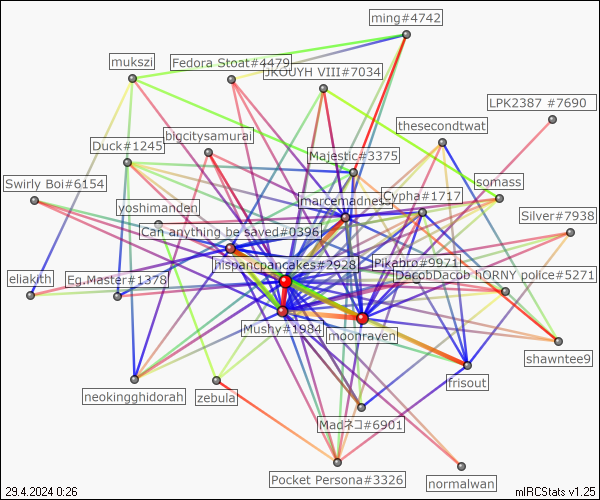 ming#4742
mukszi
Fedora Stoat#4479
JKOUYH VIII#7034
LPK2387 #7690
thesecondtwat
bigcitysamurai
Duck#1245
Majestic#3375
Swirly Boi#6154
somass
Cypha#1717
jmarcemadness
yoshimanden
Silver#7938
Can anything be saved#0396
hispancpancakes#2928
Pikabro#9971
DacobDacob hORNY police#5271
eliakith
Eg.Master#1378
Mushy#1984
moonraven
shawntee9
frisout
neokingghidorah
zebula
Madネコ#6901
Pocket Persona#3326
normalwan
29.4.2024 0:26
mIRCStats v1.25